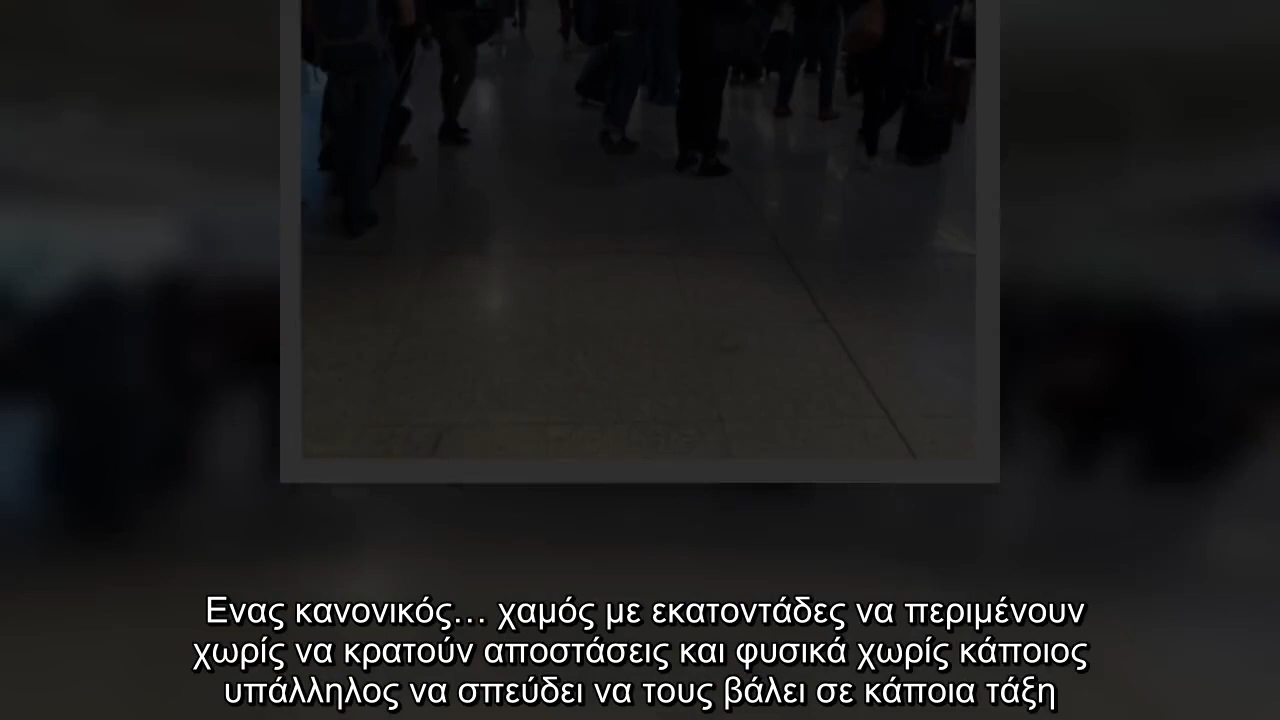 Ενας κανονικός… χαμός με εκατοντάδες να περιμένουν
χωρίς να κρατούν αποστάσεις και φυσικά χωρίς κάποιος
υπάλληλος να σπεύδει να τους βάλει σε κάποια τάξη